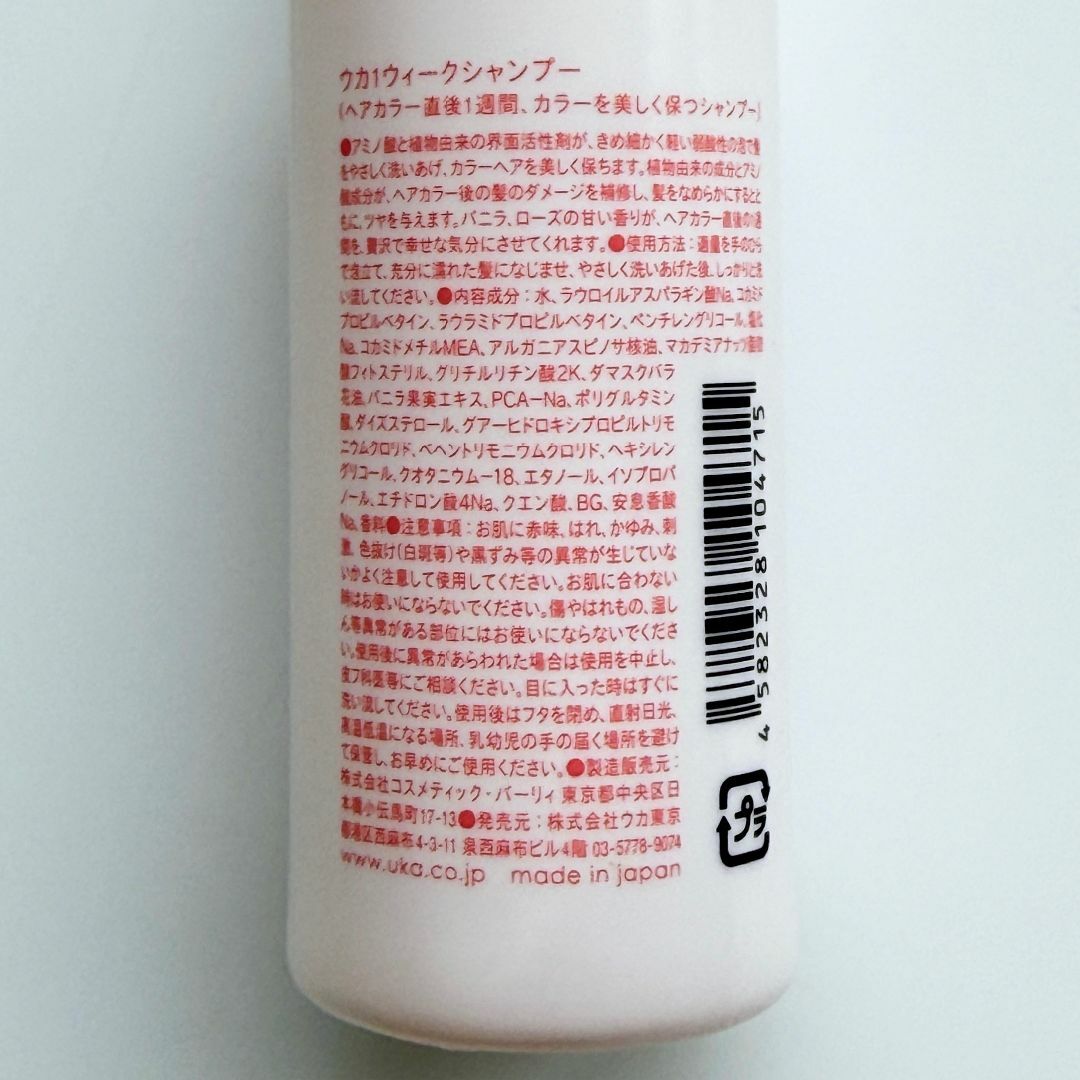 ウカ1ウィークシャンプー
(ヘアカラー直後1週間、カラーを美しく保つシャンプー)
●アミノ酸と植物由来の界面活性剤が、きめ細かく軽い弱酸性の泡で髪
をやさしく洗いあげ、カラーヘアを美しく保ちます。植物由来の成分とアミノ
酸成分が、ヘアカラー後の髪のダメージを補修し、髪をなめらかにするとと
もに、ツヤを与えます。バニラ、ローズの甘い香りが、ヘアカラー直後の1週
間を、贅沢で幸せな気分にさせてくれます。●使用方法：適量を手のひら
で泡立て、充分に濡れた髪になじませ、やさしく洗いあげた後、しっかりと洗
い流してください。●内容成分：水、ラウロイルアスパラギン酸Na、コカミド
プロピルベタイン、ラウラミドプロピルベタイン、ペンチレングリコール、塩化
Na、コカミドメチルMEA、アルガニアスピノサ核油、マカデミアナッツ脂肪
酸フィトステリル、グリチルリチン酸2K、ダマスクバラ
花油、バニラ果実エキス、PCA-Na、ポリグルタミン
酸、ダイズステロール、グアーヒドロキシプロピルトリモ
ニウムクロリド、ベヘントリモニウムクロリド、ヘキシレン
グリコール、クオタニウム-18、エタノール、イソプロパ
ノール、エチドロン酸4Na、クエン酸、BG、安息香酸
Na、香料●注意事項：お肌に赤味、はれ、かゆみ、刺
激、色抜け(白斑等)や黒ずみ等の異常が生じていな
いかよく注意して使用してください。お肌に合わない
時はお使いにならないでください。傷やはれもの、湿し
ん等異常がある部位にはお使いにならないでくださ
い。使用後に異常があらわれた場合は使用を中止し、
皮フ科医等にご相談ください。目に入った時はすぐに
洗い流してください。使用後はフタを閉め、直射日光、
高温低温になる場所、乳幼児の手の届く場所を避け
て保管し、お早めにご使用ください。●製造販売元：
株式会社コスメティック・バーリィ 東京都中央区日
本橋小伝馬町17-13●発売元：株式会社ウカ東京
都港区西麻布4-3-11 泉西麻布ビル4階 03-5778-9074
www.uka.co.jp made in japan
4 582328 104715
プラ